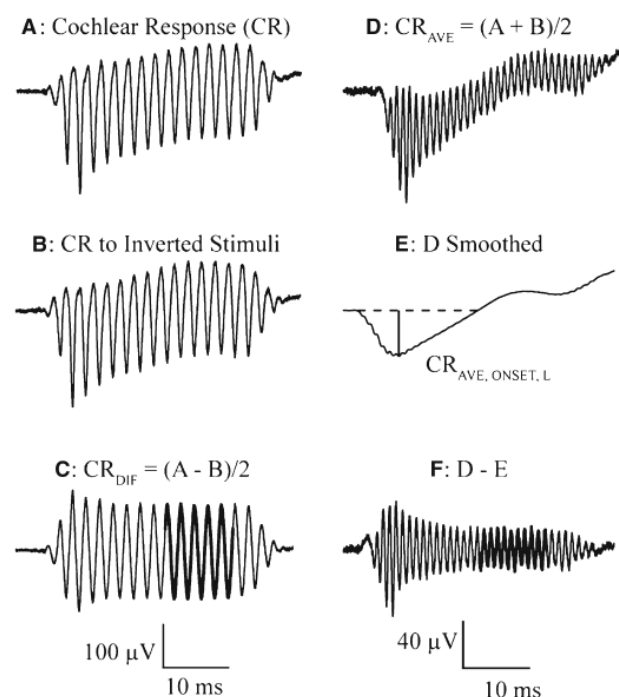 A: Cochlear Response (CR)
D: CR_AVE = (A + B)/2
B: CR to Inverted Stimuli
E: D Smoothed
CR_AVE, ONSET, L
C: CR_DIF = (A - B)/2
F: D - E
100 µV
10 ms
40 µV
10 ms